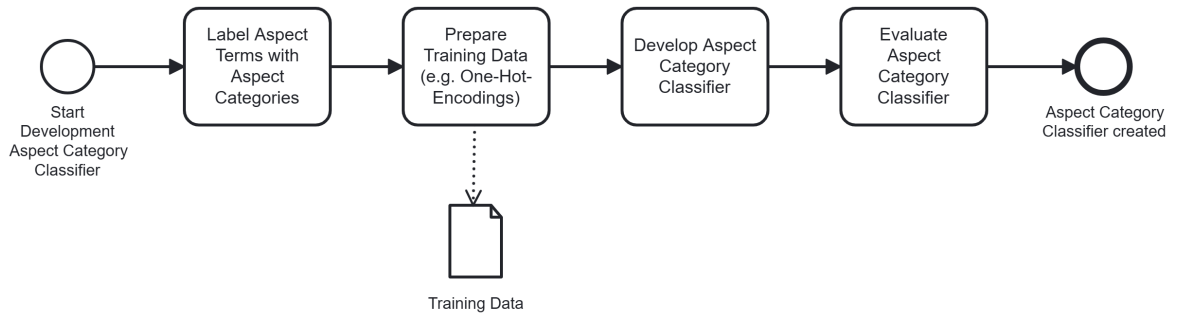 Start
Development
Aspect Category
Classifier
Label Aspect
Terms with
Aspect
Categories
Prepare
Training Data
(e.g. One-Hot-
Encodings)
Training Data
Develop Aspect
Category
Classifier
Evaluate
Aspect
Category
Classifier
Aspect Category
Classifier created